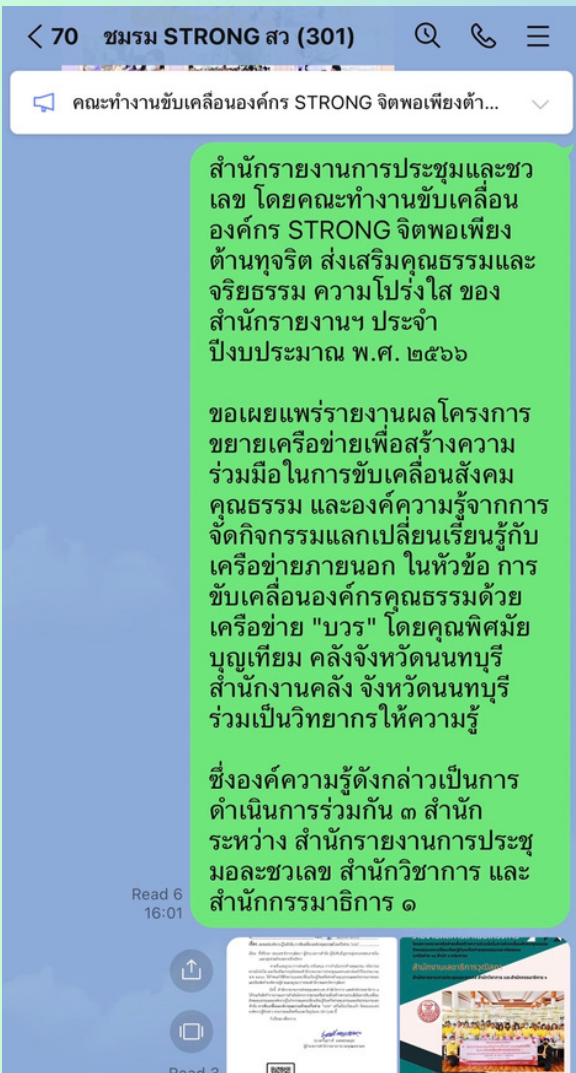 70 ชมรม STRONG สว (301)
คณะทำงานขับเคลื่อนองค์กร STRONG จิตพอเพียงต้า...
สำนักรายงานการประชุมและชว
เลข โดยคณะทำงานขับเคลื่อน
องค์กร STRONG จิตพอเพียง
ต้านทุจริต ส่งเสริมคุณธรรมและ
จริยธรรม ความโปร่งใส ของ
สำนักรายงานฯ ประจำ
ปีงบประมาณ พ.ศ. ๒๕๖๖
ขอเผยแพร่รายงานผลโครงการ
ขยายเครือข่ายเพื่อสร้างความ
ร่วมมือในการขับเคลื่อนสังคม
คุณธรรม และองค์ความรู้จากการ
จัดกิจกรรมแลกเปลี่ยนเรียนรู้กับ
เครือข่ายภายนอก ในหัวข้อ การ
ขับเคลื่อนองค์กรคุณธรรมด้วย
เครือข่าย "บวร" โดยคุณพิศมัย
บุญเทียม คลังจังหวัดนนทบุรี
สำนักงานคลัง จังหวัดนนทบุรี
ร่วมเป็นวิทยากรให้ความรู้
ซึ่งองค์ความรู้ดังกล่าวเป็นการ
ดำเนินการร่วมกัน ๓ สำนัก
ระหว่าง สำนักรายงานการประชุ
มอละชวเลข สำนักวิชาการ และ
สำนักกรรมาธิการ ๑
Read 6
16:01
สำนักงานเลขาธิการวุฒิสภา
Read 3